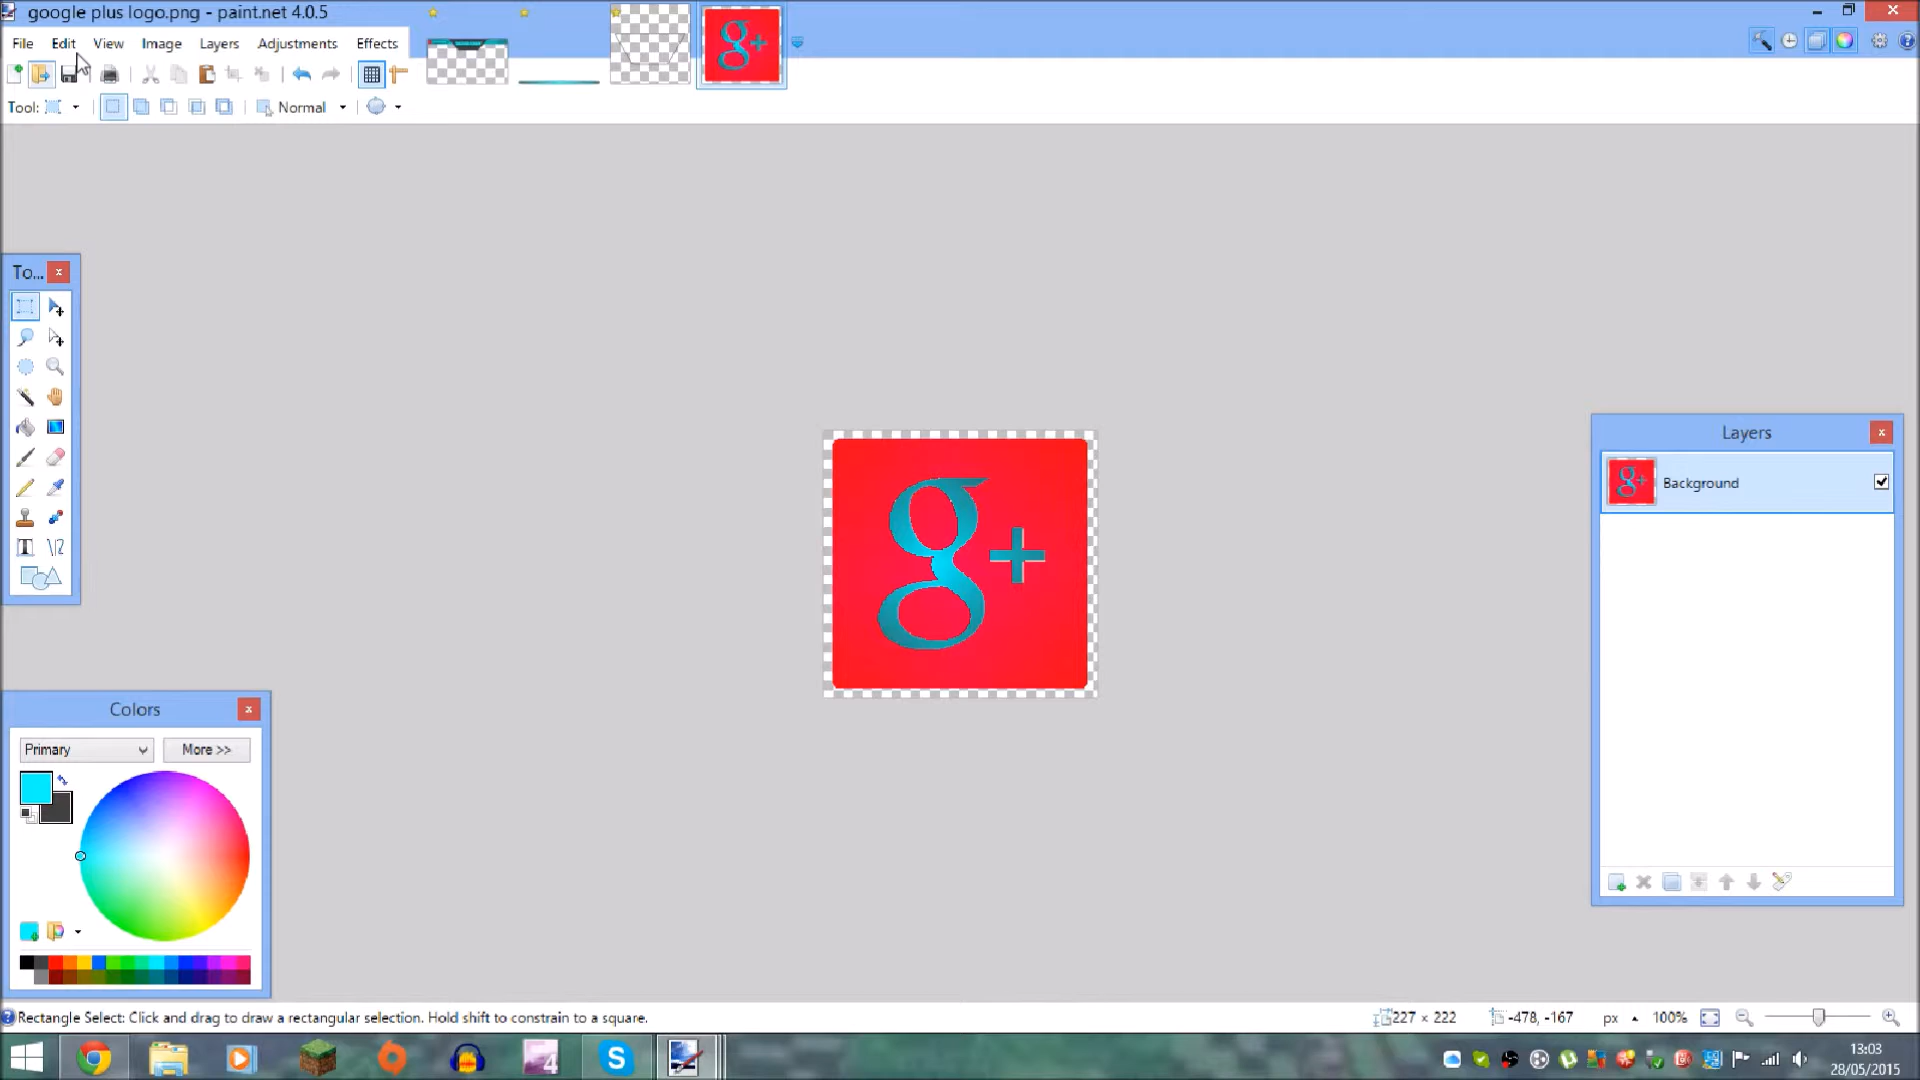 google plus logo.png - paint.net 4.0.5
File Edit View Image Layers Adjustments Effects
Tool: Normal
To...
g+
Layers
Background
Colors
Primary More >>
Rectangle Select: Click and drag to draw a rectangular selection. Hold shift to constrain to a square.
227 × 222 -478, -167 px 100%
4 S
13:03
28/05/2015